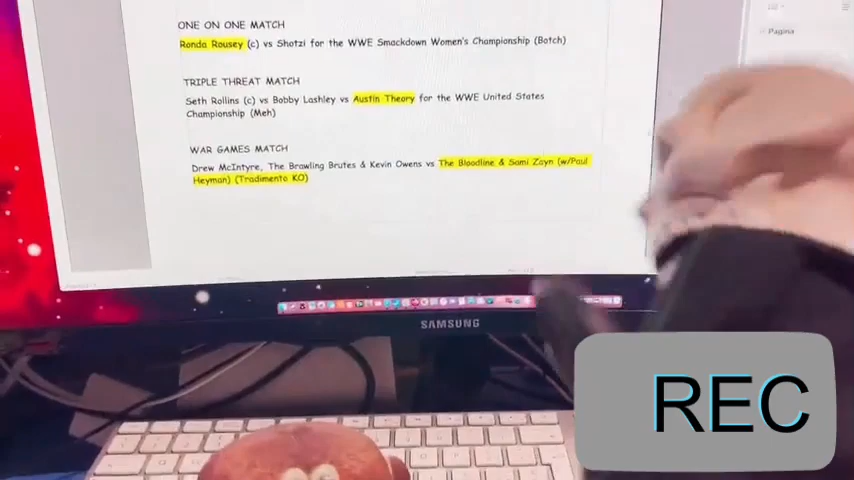 Pagina
ONE ON ONE MATCH
Ronda Rousey (c) vs Shotzi for the WWE Smackdown Women's Championship (Botch)
TRIPLE THREAT MATCH
Seth Rollins (c) vs Bobby Lashley vs Austin Theory for the WWE United States
Championship (Meh)
WAR GAMES MATCH
Drew McIntyre, The Brawling Brutes & Kevin Owens vs The Bloodline & Sami Zayn (w/Paul
Heyman) (Tradimento KO)
SAMSUNG
REC